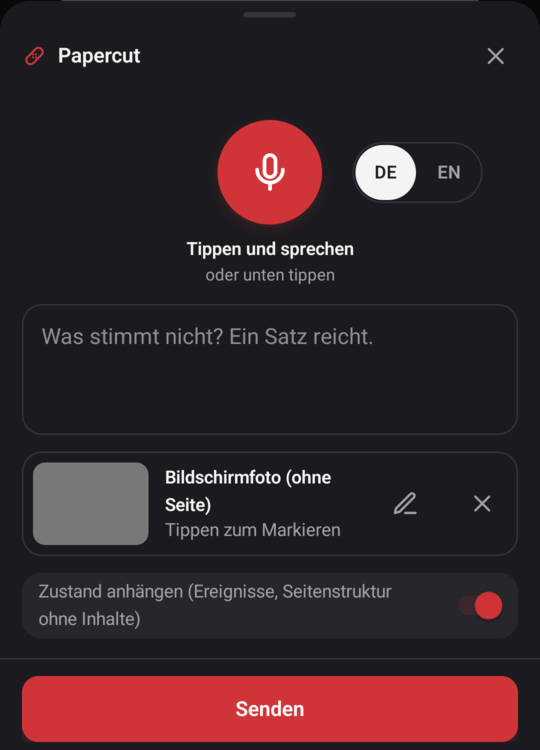 Papercut
DE EN
Tippen und sprechen
oder unten tippen
Was stimmt nicht? Ein Satz reicht.
Bildschirmfoto (ohne
Seite)
Tippen zum Markieren
Zustand anhängen (Ereignisse, Seitenstruktur
ohne Inhalte)
Senden